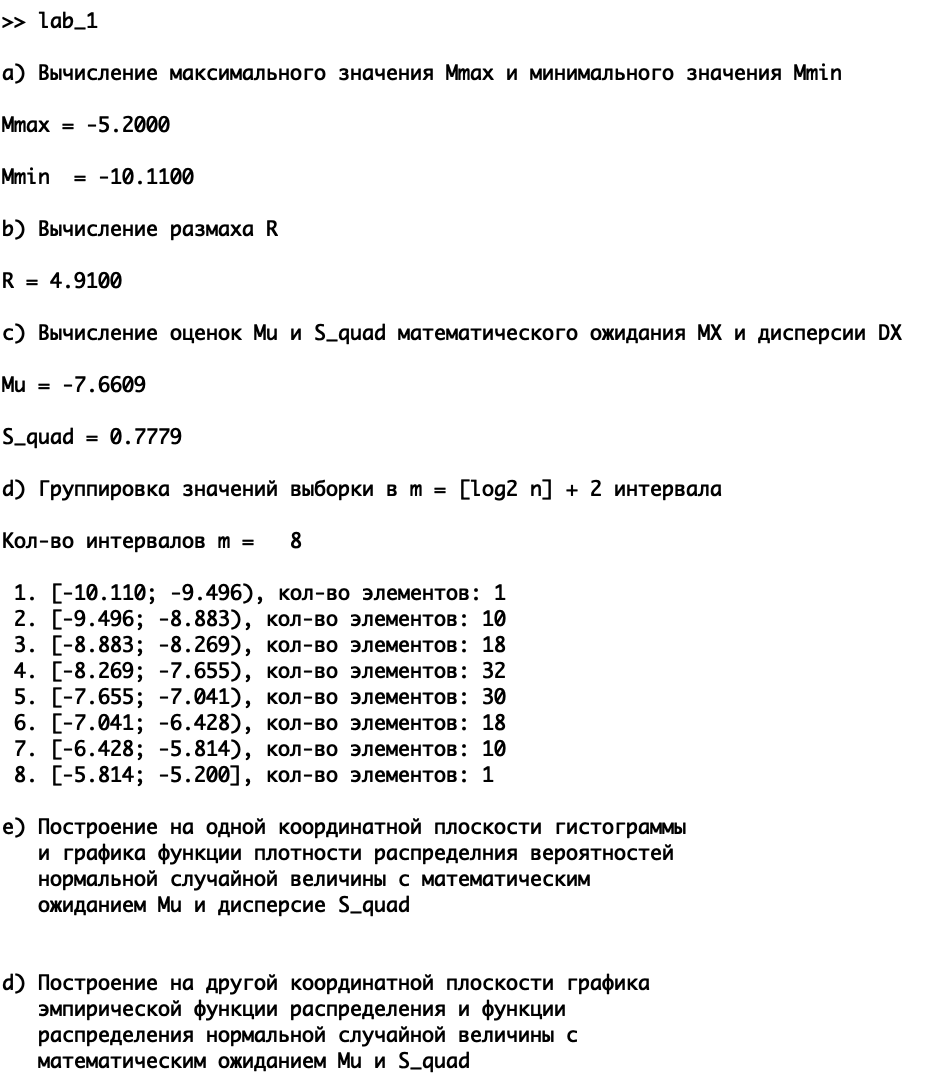 >> lab_1
a) Вычисление максимального значения Mmax и минимального значения Mmin
Mmax = -5.2000
Mmin  = -10.1100
b) Вычисление размаха R
R = 4.9100
c) Вычисление оценок Mu и S_quad математического ожидания MX и дисперсии DX
Mu = -7.6609
S_quad = 0.7779
d) Группировка значений выборки в m = [log2 n] + 2 интервала
Кол-во интервалов m =   8
1. [-10.110; -9.496), кол-во элементов: 1
2. [-9.496; -8.883), кол-во элементов: 10
3. [-8.883; -8.269), кол-во элементов: 18
4. [-8.269; -7.655), кол-во элементов: 32
5. [-7.655; -7.041), кол-во элементов: 30
6. [-7.041; -6.428), кол-во элементов: 18
7. [-6.428; -5.814), кол-во элементов: 10
8. [-5.814; -5.200], кол-во элементов: 1
e) Построение на одной координатной плоскости гистограммы
и графика функции плотности распределния вероятностей
нормальной случайной величины с математическим
ожиданием Mu и дисперсие S_quad
d) Построение на другой координатной плоскости графика
эмпирической функции распределения и функции
распределения нормальной случайной величины с
математическим ожиданием Mu и S_quad